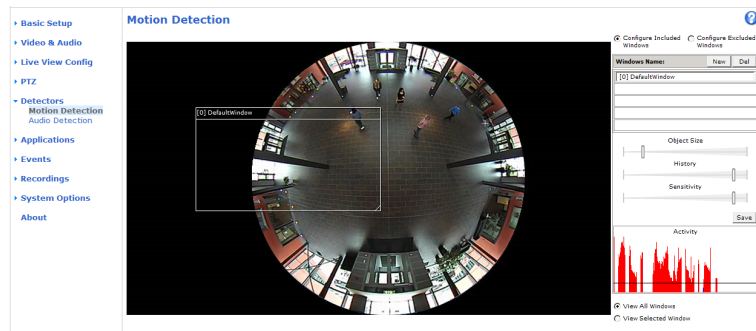 Motion Detection
Basic Setup
Video & Audio
Live View Config
PTZ
Detectors
Motion Detection
Audio Detection
Applications
Events
Recordings
System Options
About
[0] DefaultWindow
Configure Included Windows
Configure Excluded Windows
Windows Name:
New
Del
[0] DefaultWindow
Object Size
History
Sensitivity
Save
Activity
View All Windows
View Selected Window